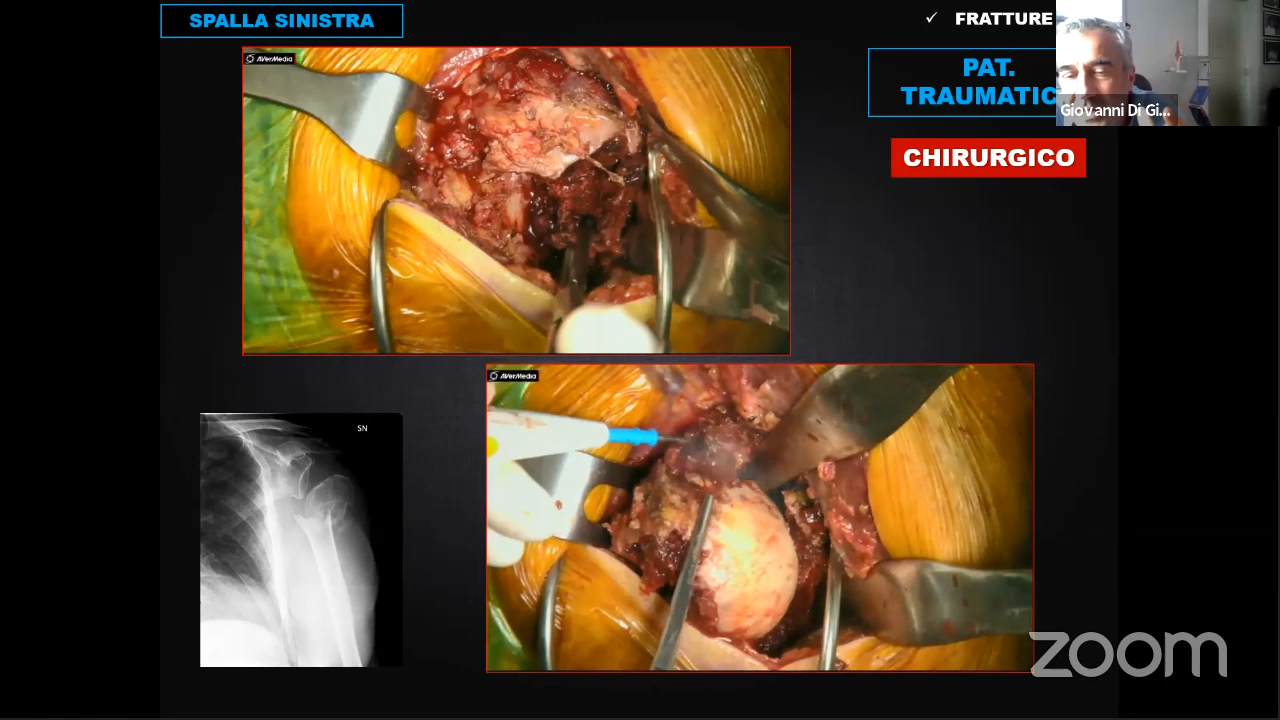 SPALLA SINISTRA
✓ FRATTURE
AVerMedia
PAT.
TRAUMATIC
Giovanni Di Gi...
CHIRURGICO
AVerMedia
SN
zoom